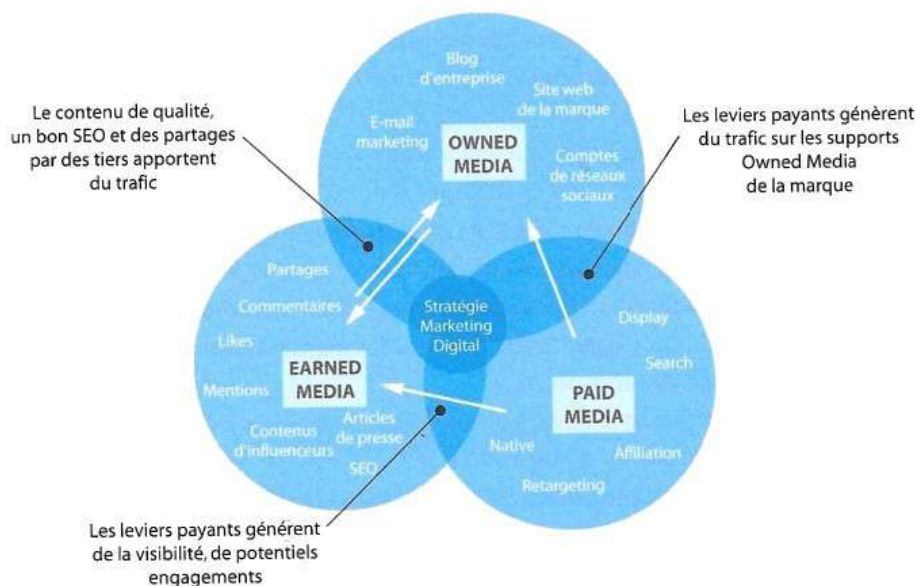 Blog
d'entreprise
Site web
de la marque
E-mail
marketing
OWNED
MEDIA
Comptes
de réseaux
sociaux
Le contenu de qualité,
un bon SEO et des partages
par des tiers apportent
du trafic
Les leviers payants génèrent
du trafic sur les supports
Owned Media
de la marque
Partages
Commentaires
Likes
Mentions
EARNED
MEDIA
Contenus
d'influenceurs
Articles
de presse
SEO
Stratégie
Marketing
Digital
Display
Search
PAID
MEDIA
Native
Affiliation
Retargeting
Les leviers payants générent
de la visibilité, de potentiels
engagements